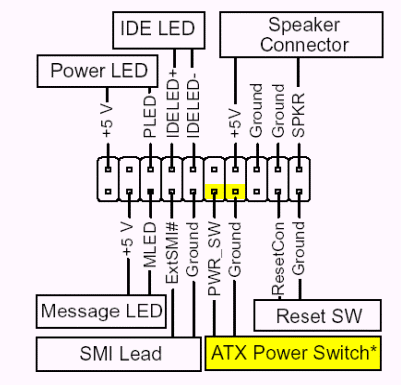 IDE LED
Speaker
Connector
Power LED
+5 V
PLED
IDELED+
IDELED-
+5V
Ground
Ground
SPKR
+5 V
MLED
ExtSMI#
Ground
PWR_SW
Ground
ResetCon
Ground
Message LED
Reset SW
SMI Lead
ATX Power Switch*